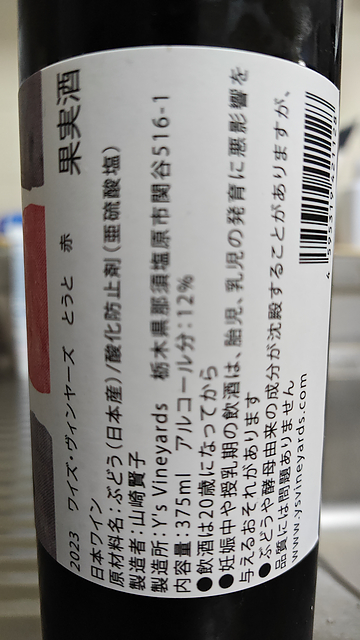 果実酒
2023 ワイズ・ヴィンヤーズ とうと 赤
日本ワイン
原材料名:ぶどう(日本産)/酸化防止剤(亜硫酸塩)
製造者:山崎賢子
製造所:Y's Vineyards 栃木県那須塩原市関谷516-1
内容量:375ml アルコール分:12%
●飲酒は20歳になってから
●妊娠中や授乳期の飲酒は、胎児、乳児の発育に悪影響を
与えるおそれがあります
●ぶどうや酵母由来の成分が沈殿することがありますが、
品質には問題ありません
www.ysvineyards.com